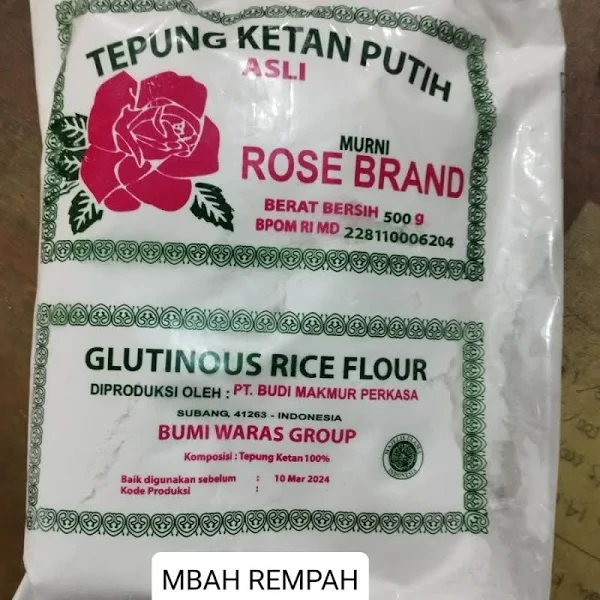 TEPUNG KETAN PUTIH
ASLI
MURNI
ROSE BRAND
BERAT BERSIH 500 g
BPOM RI MD 228110006204
GLUTINOUS RICE FLOUR
DIPRODUKSI OLEH : PT. BUDI MAKMUR PERKASA
SUBANG, 41263 - INDONESIA
BUMI WARAS GROUP
Komposisi : Tepung Ketan 100%
Baik digunakan sebelum : 10 Mar 2024
Kode Produksi :
MBAH REMPAH